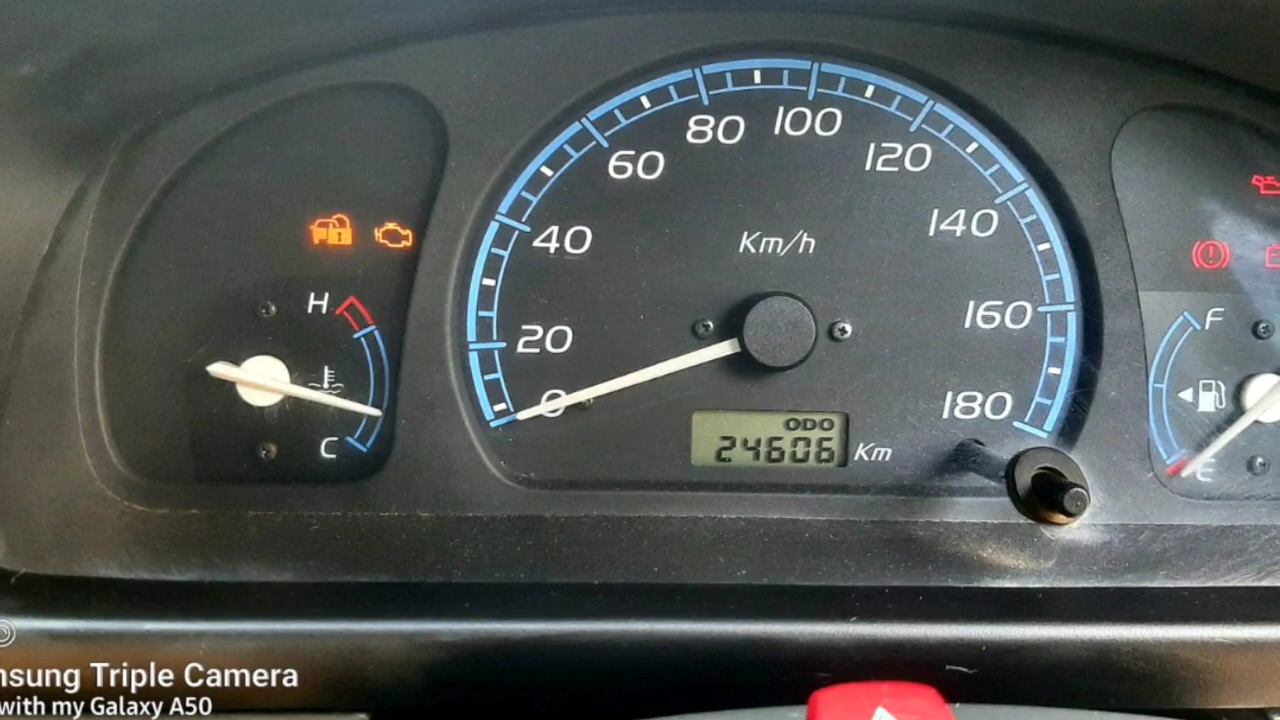 80
100
60
120
40
Km/h
140
H
160
F
20
0
180
C
ODO
24606 Km
E
nsung Triple Camera
with my Galaxy A50